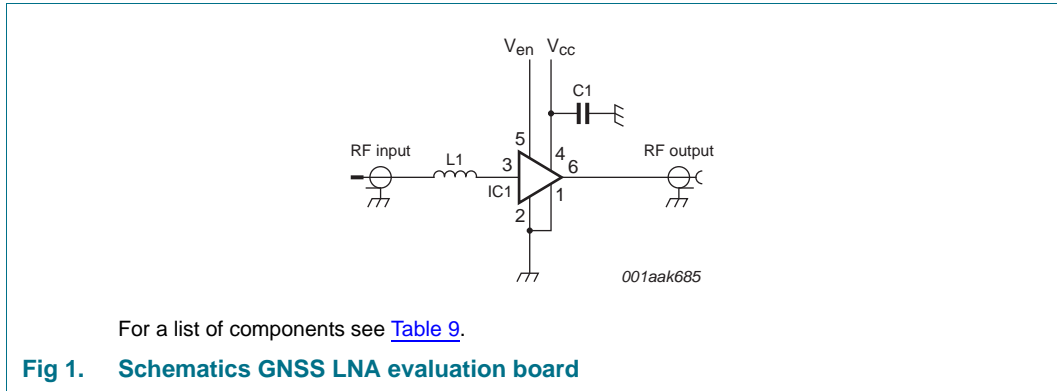 Ven Vcc
C1
5
RF input
L1
3
4
6
RF output
IC1
1
2
001aak685
For a list of components see Table 9.
Fig 1. Schematics GNSS LNA evaluation board